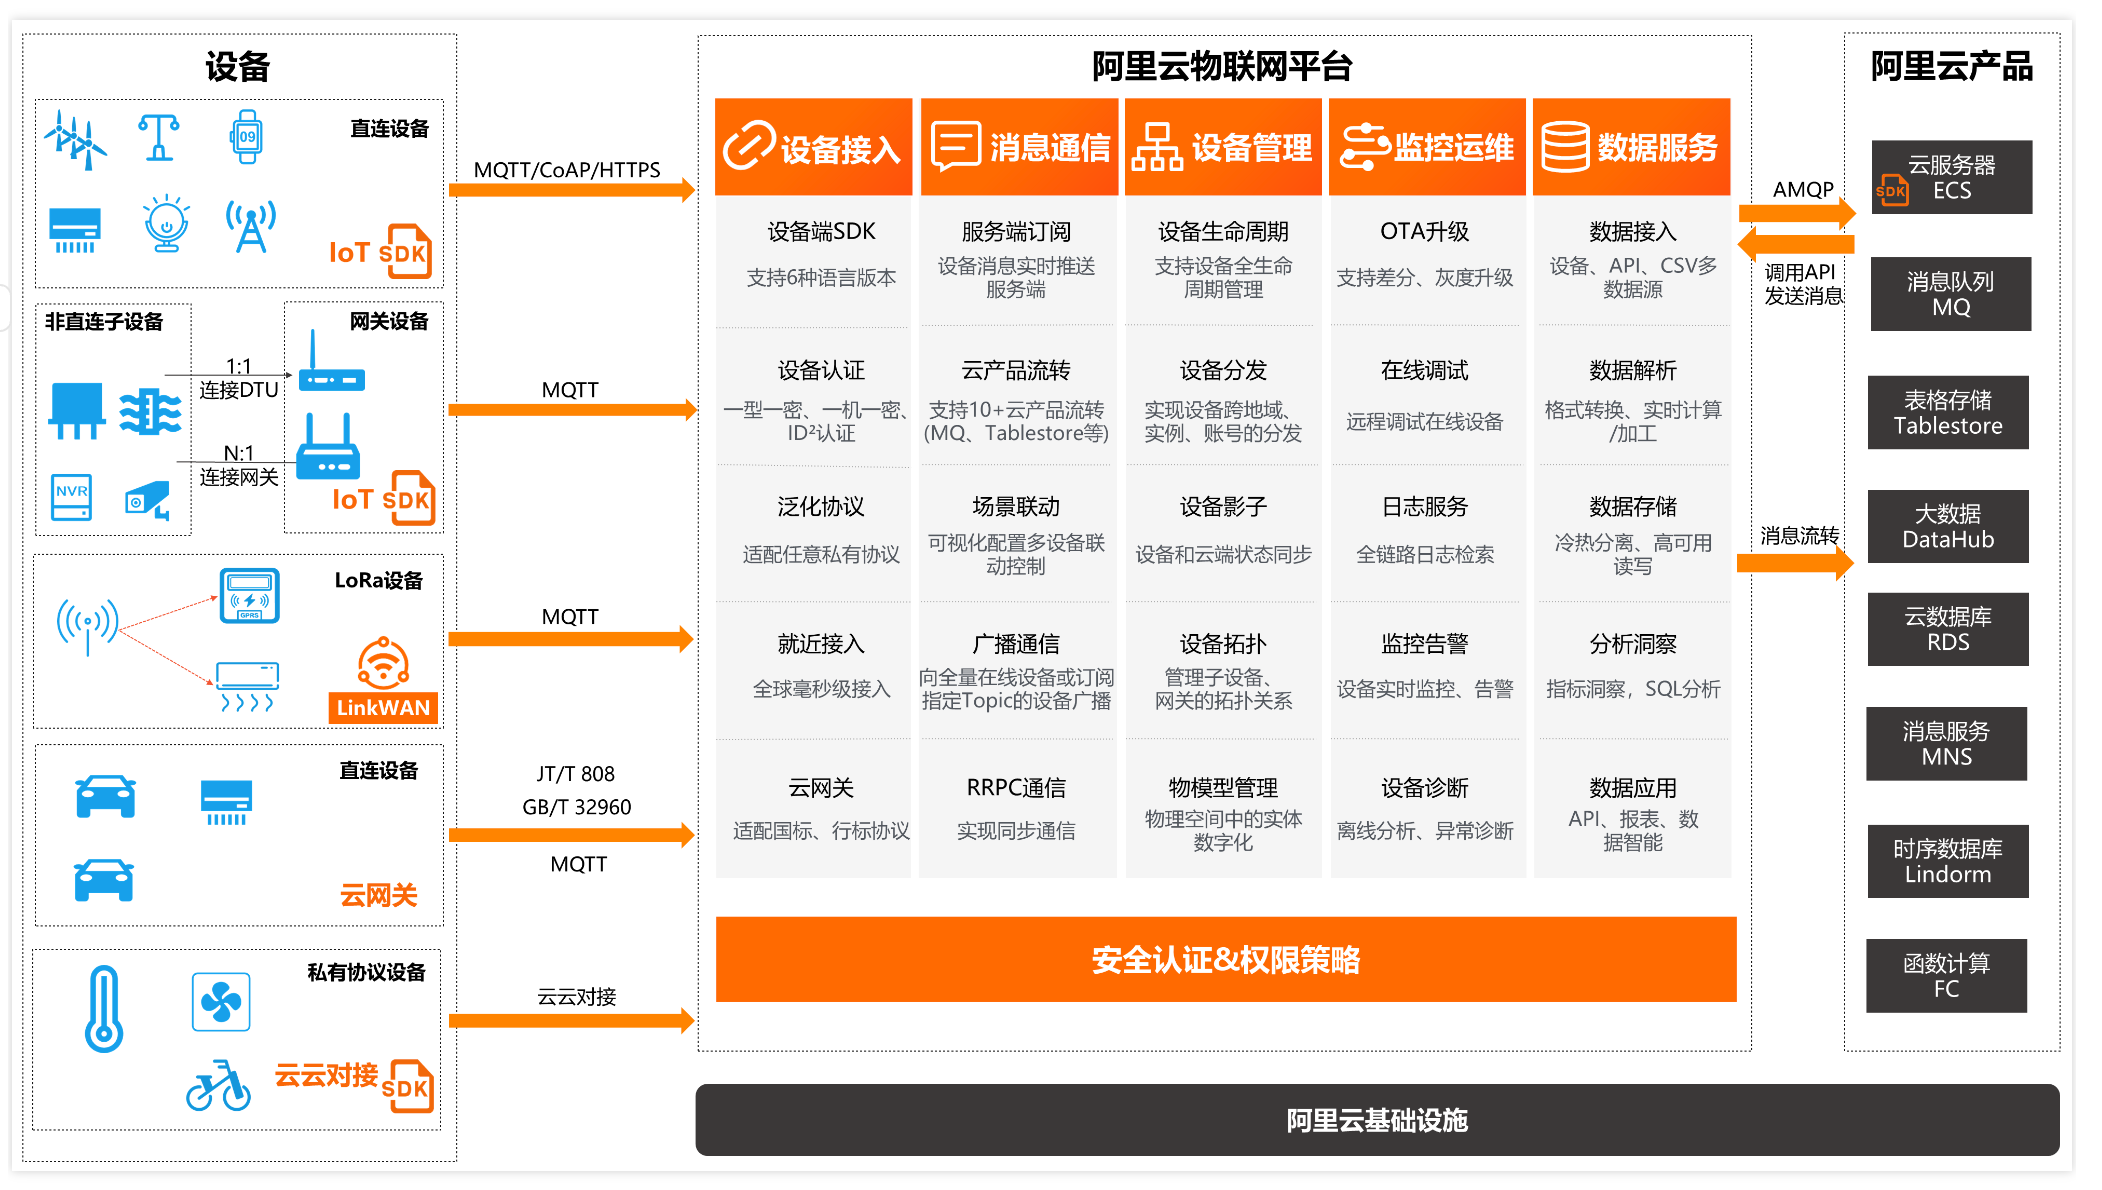 设备
直连设备
09
IoT SDK
非直连子设备
网关设备
1:1
连接DTU
N:1
连接网关
NVR
IoT SDK
LoRa设备
GPRS
LinkWAN
直连设备
云网关
私有协议设备
云云对接 SDK
MQTT/CoAP/HTTPS
MQTT
MQTT
JT/T 808
GB/T 32960
MQTT
云云对接
阿里云物联网平台
设备接入
设备端SDK
支持6种语言版本
设备认证
一型一密、一机一密、
ID²认证
泛化协议
适配任意私有协议
就近接入
全球毫秒级接入
云网关
适配国标、行标协议
消息通信
服务端订阅
设备消息实时推送
服务端
云产品流转
支持10+云产品流转
(MQ、Tablestore等)
场景联动
可视化配置多设备联
动控制
广播通信
向全量在线设备或订阅
指定Topic的设备广播
RRPC通信
实现同步通信
设备管理
设备生命周期
支持设备全生命
周期管理
设备分发
实现设备跨地域、
实例、账号的分发
设备影子
设备和云端状态同步
设备拓扑
管理子设备、
网关的拓扑关系
物模型管理
物理空间中的实体
数字化
监控运维
OTA升级
支持差分、灰度升级
在线调试
远程调试在线设备
日志服务
全链路日志检索
监控告警
设备实时监控、告警
设备诊断
离线分析、异常诊断
数据服务
数据接入
设备、API、CSV多
数据源
数据解析
格式转换、实时计算
/加工
数据存储
冷热分离、高可用
读写
分析洞察
指标洞察，SQL分析
数据应用
API、报表、数
据智能
安全认证&权限策略
AMQP
调用API
发送消息
消息流转
阿里云产品
云服务器
SDK
ECS
消息队列
MQ
表格存储
Tablestore
大数据
DataHub
云数据库
RDS
消息服务
MNS
时序数据库
Lindorm
函数计算
FC
阿里云基础设施